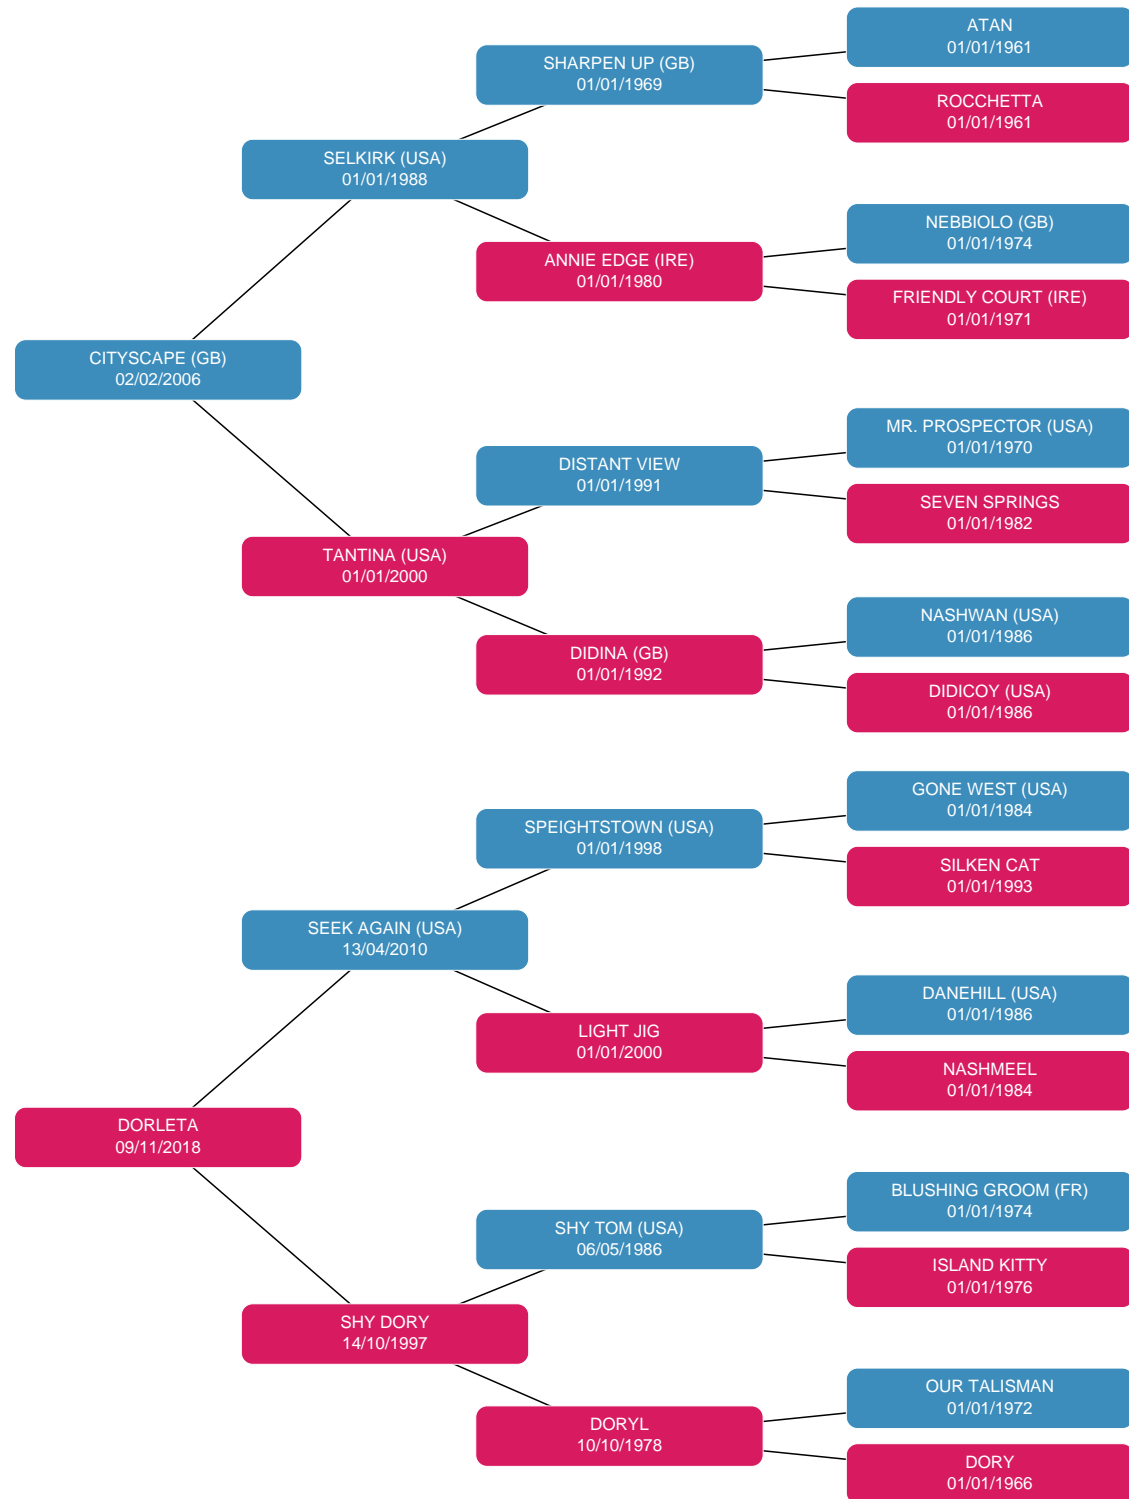 ATAN
01/01/1961
SHARPEN UP (GB)
01/01/1969
ROCCHETTA
01/01/1961
SELKIRK (USA)
01/01/1988
NEBBIOLO (GB)
01/01/1974
ANNIE EDGE (IRE)
01/01/1980
FRIENDLY COURT (IRE)
01/01/1971
CITYSCAPE (GB)
02/02/2006
MR. PROSPECTOR (USA)
01/01/1970
DISTANT VIEW
01/01/1991
SEVEN SPRINGS
01/01/1982
TANTINA (USA)
01/01/2000
NASHWAN (USA)
01/01/1986
DIDINA (GB)
01/01/1992
DIDICOY (USA)
01/01/1986
GONE WEST (USA)
01/01/1984
SPEIGHTSTOWN (USA)
01/01/1998
SILKEN CAT
01/01/1993
SEEK AGAIN (USA)
13/04/2010
DANEHILL (USA)
01/01/1986
LIGHT JIG
01/01/2000
NASHMEEL
01/01/1984
DORLETA
09/11/2018
BLUSHING GROOM (FR)
01/01/1974
SHY TOM (USA)
06/05/1986
ISLAND KITTY
01/01/1976
SHY DORY
14/10/1997
OUR TALISMAN
01/01/1972
DORYL
10/10/1978
DORY
01/01/1966